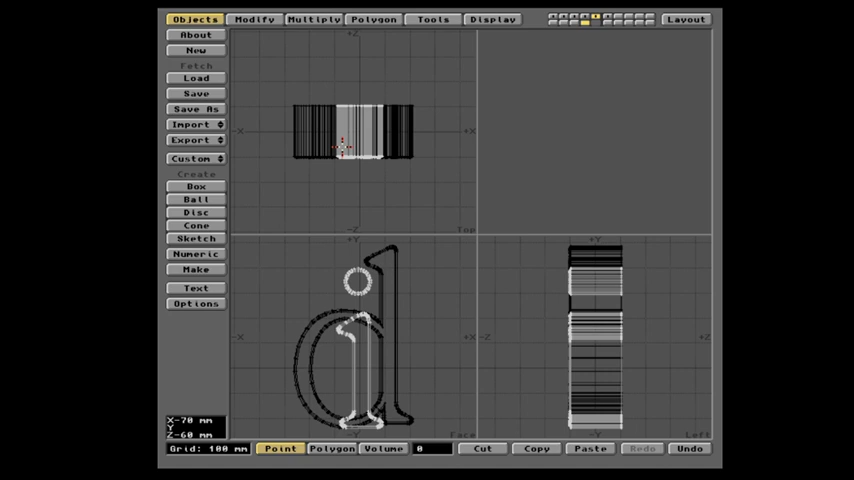 Objects Modify Multiply Polygon Tools Display Layout
About
New
Fetch
Load
Save
Save As
Import
Export
Custom
Create
Box
Ball
Disc
Cone
Sketch
Numeric
Make
Text
Options
+Z
-X +X
-Z Top
+Y +Y
-X +X -Z
-Y Face -Y Left
X-70 mm
Y
Z-60 mm
Grid: 100 mm Point Polygon Volume 0 Cut Copy Paste Redo Undo